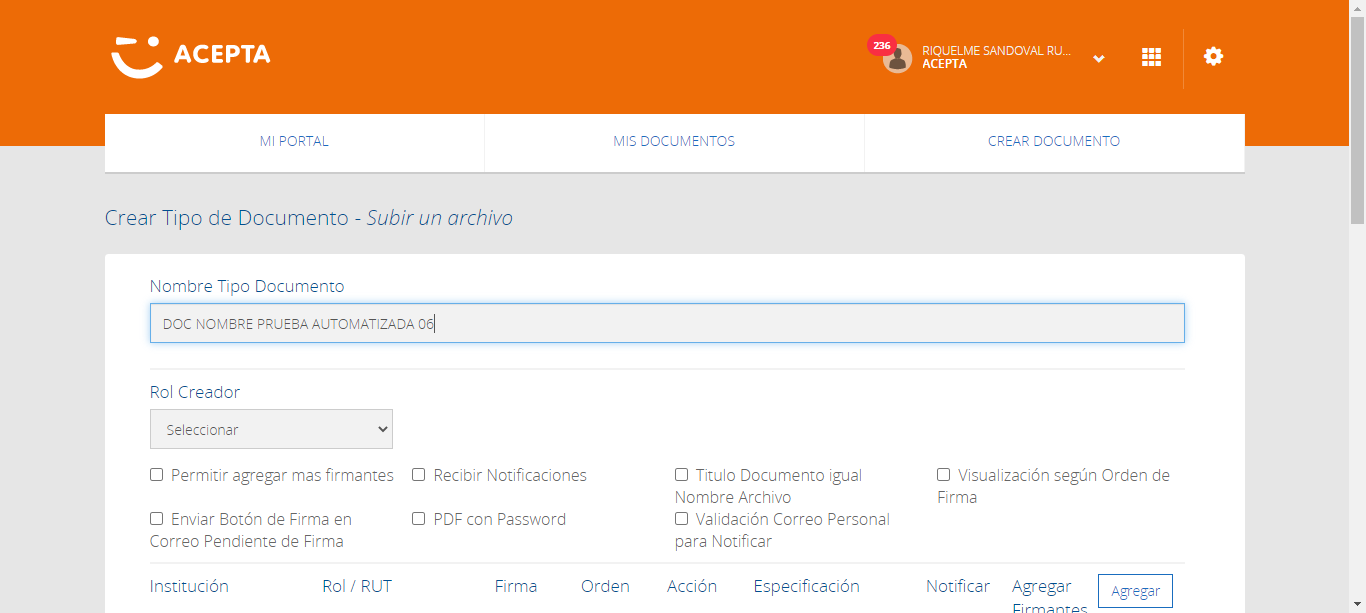 ACEPTA
236
RIQUELME SANDOVAL RU...
ACEPTA
MI PORTAL
MIS DOCUMENTOS
CREAR DOCUMENTO
Crear Tipo de Documento - Subir un archivo
Nombre Tipo Documento
DOC NOMBRE PRUEBA AUTOMATIZADA 06
Rol Creador
Seleccionar
Permitir agregar mas firmantes
Recibir Notificaciones
Titulo Documento igual
Nombre Archivo
Visualización según Orden de
Firma
Enviar Botón de Firma en
Correo Pendiente de Firma
PDF con Password
Validación Correo Personal
para Notificar
Institución
Rol / RUT
Firma
Orden
Acción
Especificación
Notificar
Agregar
Firmantes
Agregar